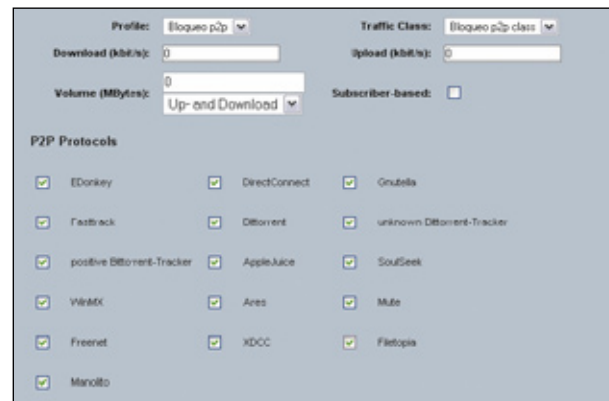 Profile: Bloqueo p2p Traffic Class: Bloqueo p2p class
Download (kbit/s): 0 Upload (kbit/s): 0
Volume (MBytes): 0 Subscriber-based:
Up- and Download
P2P Protocols
EDonkey DirectConnect Gnutella
Fasttrack Bittorrent unknown Bittorrent-Tracker
positive Bittorrent-Tracker AppleJuice SoulSeek
WinMX Ares Mute
Freenet XDCC Filetopia
Manolito